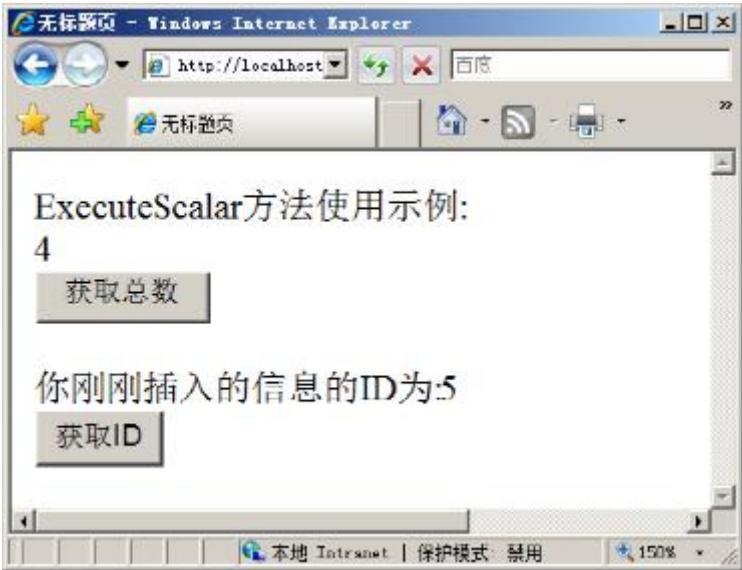 无标题页 - Windows Internet Explorer
http://localhost
百度
无标题页
ExecuteScalar方法使用示例:
4
获取总数
你刚刚插入的信息的ID为:5
获取ID
本地 Intranet | 保护模式: 禁用
150%